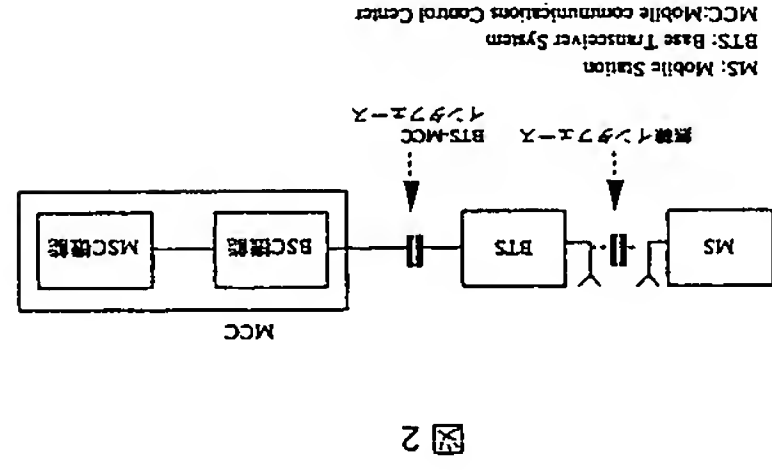 図 2
MCC
MS
BTS
BSC機能
MSC機能
無線インタフェース
BTS-MCC
インタフェース
MS: Mobile Station
BTS: Base Transceiver System
MCC:Mobile communications Control Center